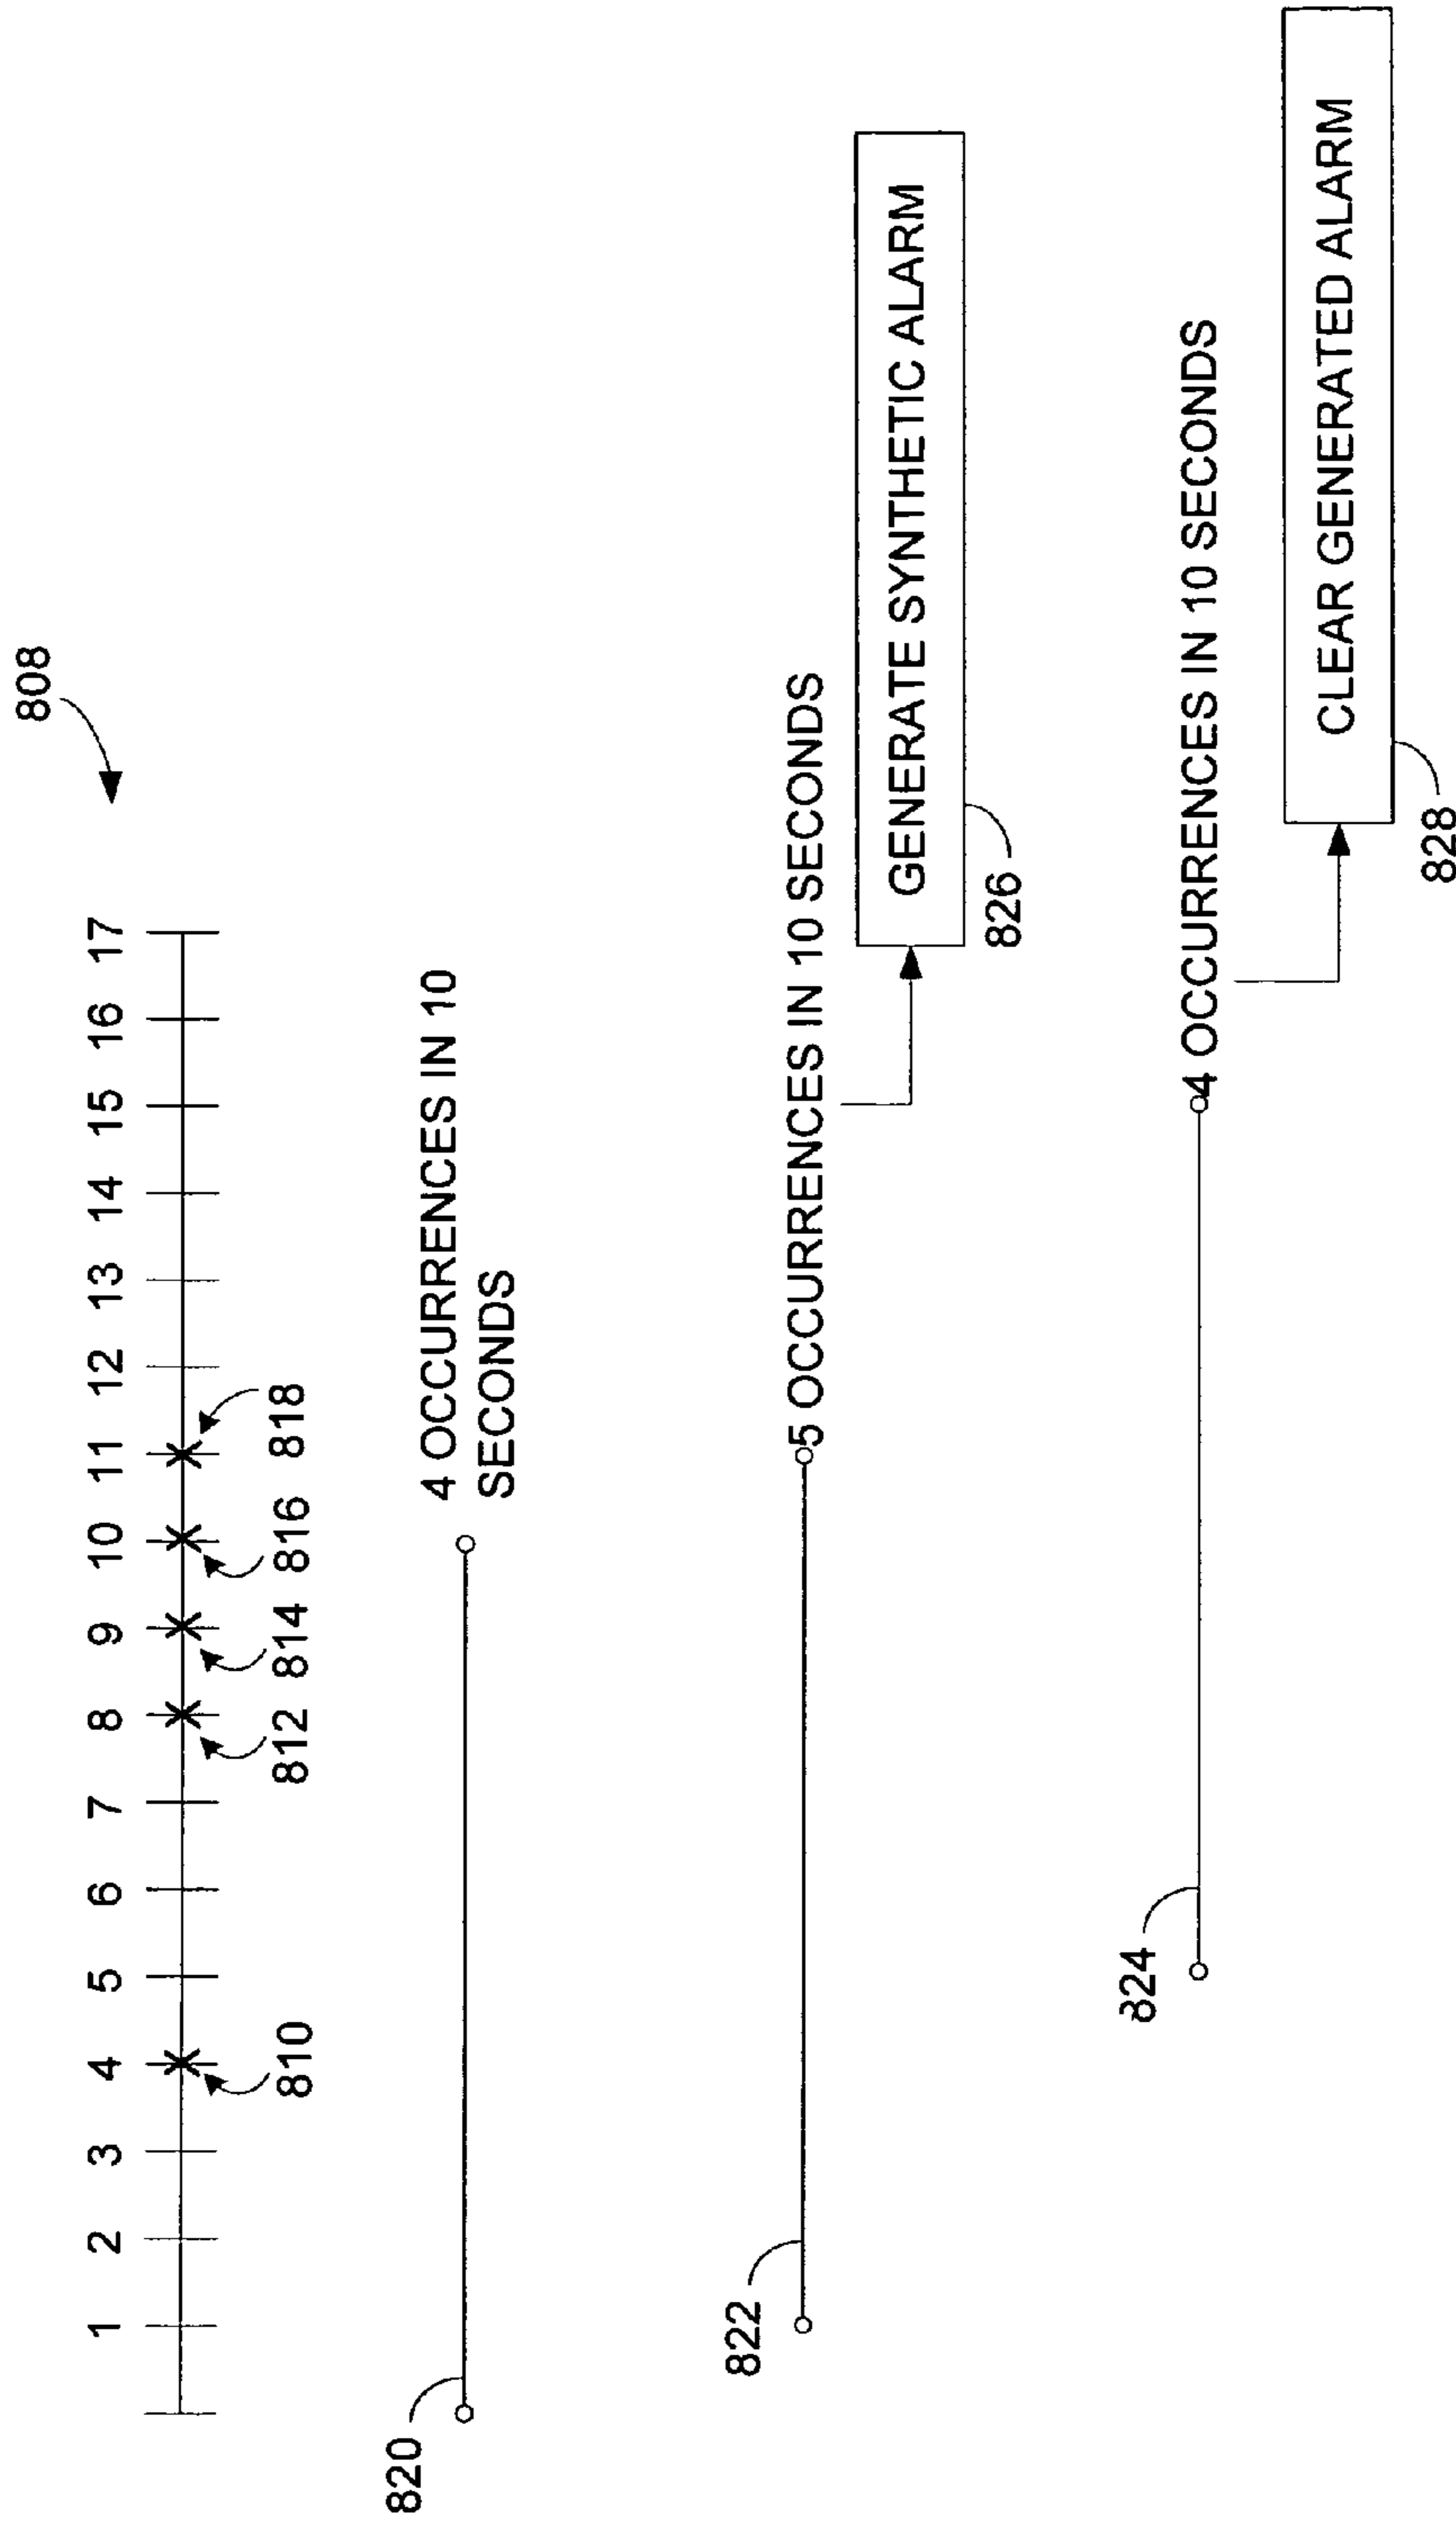 808
1 2 3 4 5 6 7 8 9 10 11 12 13 14 15 16 17
810 812 814 816 818
820
4 OCCURRENCES IN 10
SECONDS
822
5 OCCURRENCES IN 10 SECONDS
GENERATE SYNTHETIC ALARM
826
824
4 OCCURRENCES IN 10 SECONDS
CLEAR GENERATED ALARM
828